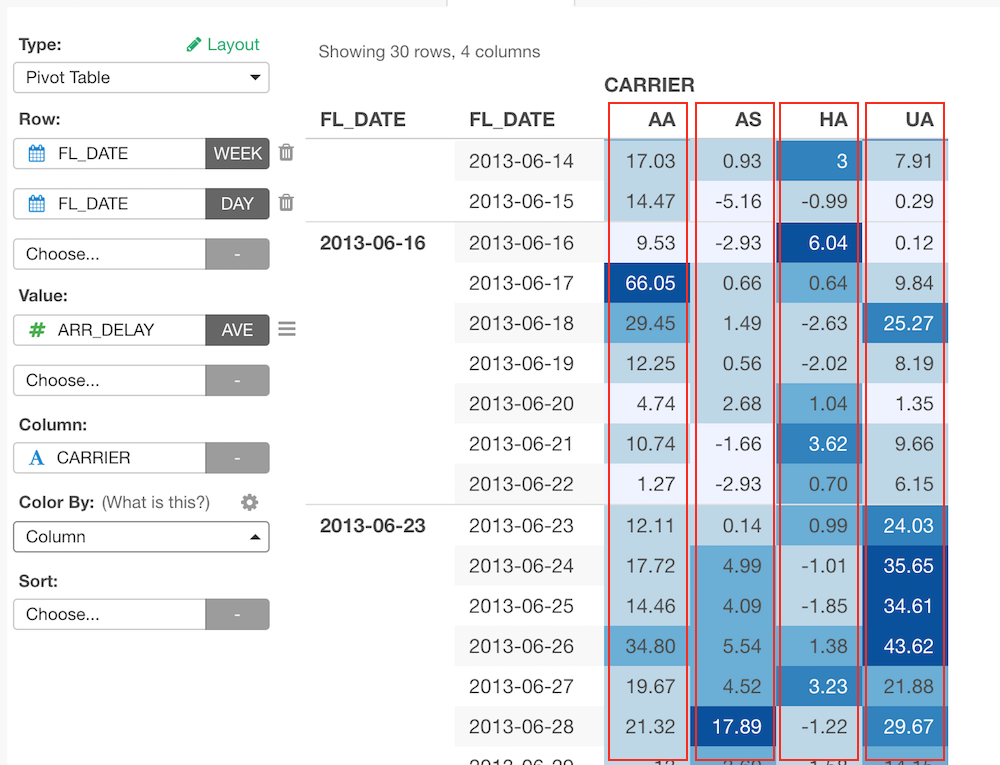 Type:
Layout
Pivot Table
Row:
FL_DATE WEEK
FL_DATE DAY
Choose... -
Value:
ARR_DELAY AVE
Choose... -
Column:
CARRIER -
Color By: (What is this?)
Column
Sort:
Choose... -
Showing 30 rows, 4 columns
CARRIER
FL_DATE FL_DATE AA AS HA UA
2013-06-14 17.03 0.93 3 7.91
2013-06-15 14.47 -5.16 -0.99 0.29
2013-06-16 2013-06-16 9.53 -2.93 6.04 0.12
2013-06-17 66.05 0.66 0.64 9.84
2013-06-18 29.45 1.49 -2.63 25.27
2013-06-19 12.25 0.56 -2.02 8.19
2013-06-20 4.74 2.68 1.04 1.35
2013-06-21 10.74 -1.66 3.62 9.66
2013-06-22 1.27 -2.93 0.70 6.15
2013-06-23 2013-06-23 12.11 0.14 0.99 24.03
2013-06-24 17.72 4.99 -1.01 35.65
2013-06-25 14.46 4.09 -1.85 34.61
2013-06-26 34.80 5.54 1.38 43.62
2013-06-27 19.67 4.52 3.23 21.88
2013-06-28 21.32 17.89 -1.22 29.67